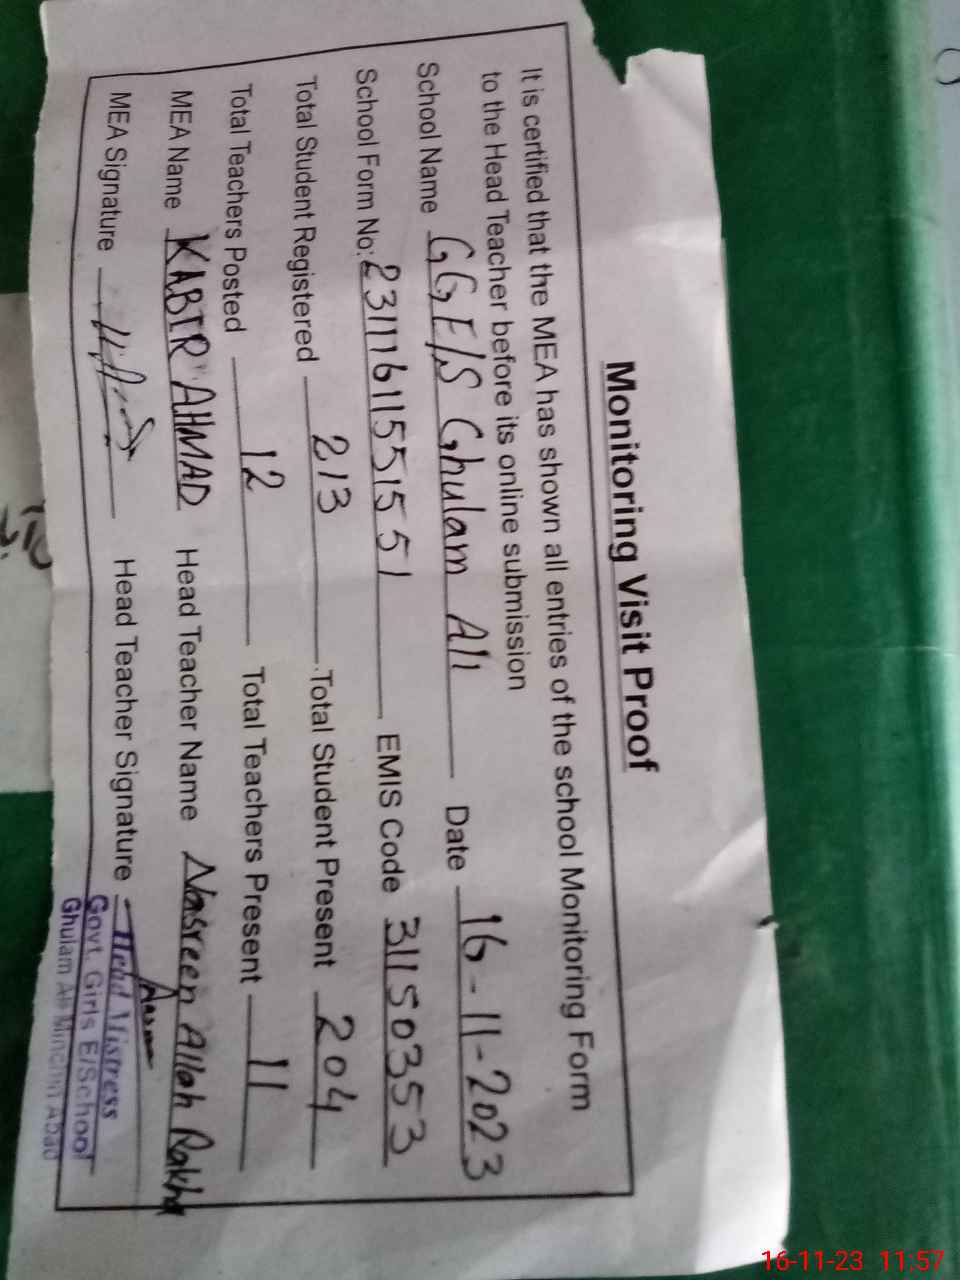 Monitoring Visit Proof
It is certified that the MEA has shown all entries of the school Monitoring Form
to the Head Teacher before its online submission
School Name GGE/S Ghulam Ali Date 16-11-2023
School Form No: EMIS Code 31150353
Total Student Registered 213 Total Student Present 204
Total Teachers Posted 12 Total Teachers Present 11
MEA Name KABIR AHMAD Head Teacher Name Nasreen Allah Rakha
MEA Signature Head Teacher Signature
Head Mistress
Govt. Girls E/School
Ghulam Ali Minchin Abad
16-11-23 11:57